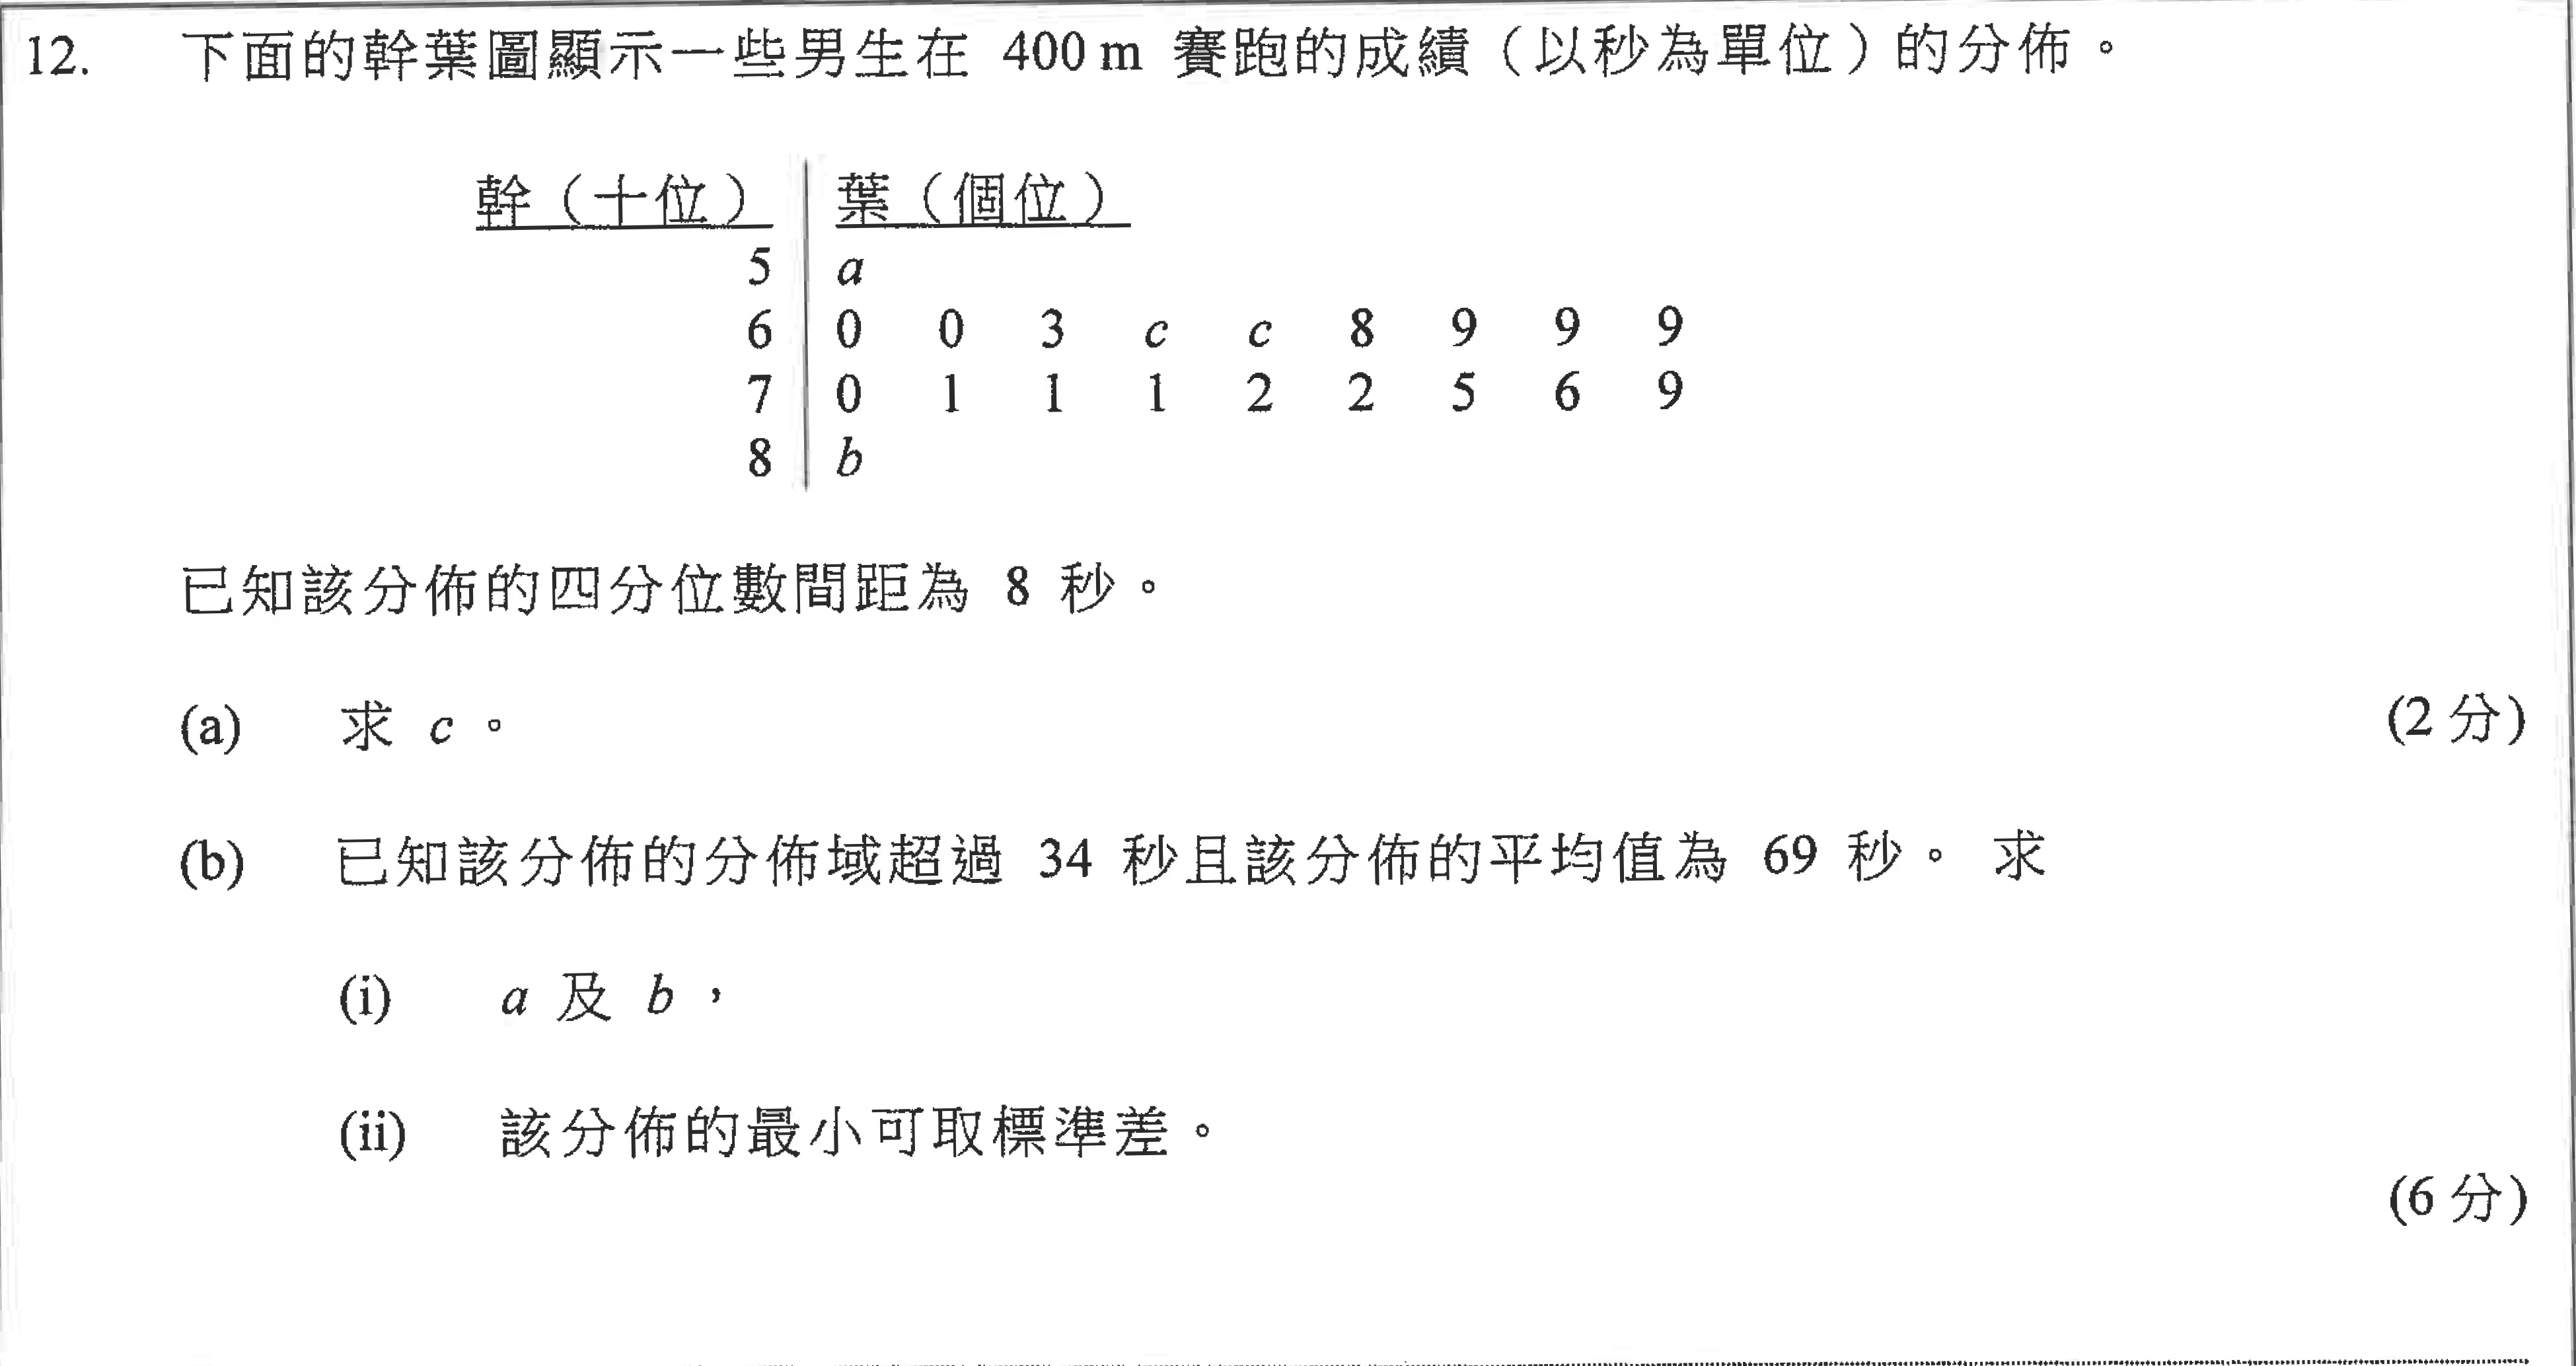 12. 下面的幹葉圖顯示一些男生在 400 m 賽跑的成績（以秒為單位）的分佈。
幹（十位） 葉（個位）
5 a
6 0 0 3 c c 8 9 9 9
7 0 1 1 1 2 2 5 6 9
8 b
已知該分佈的四分位數間距為 8 秒。
(a) 求 c。 (2 分)
(b) 已知該分佈的分佈域超過 34 秒且該分佈的平均值為 69 秒。 求
(i) a 及 b，
(ii) 該分佈的最小可取標準差。
(6 分)